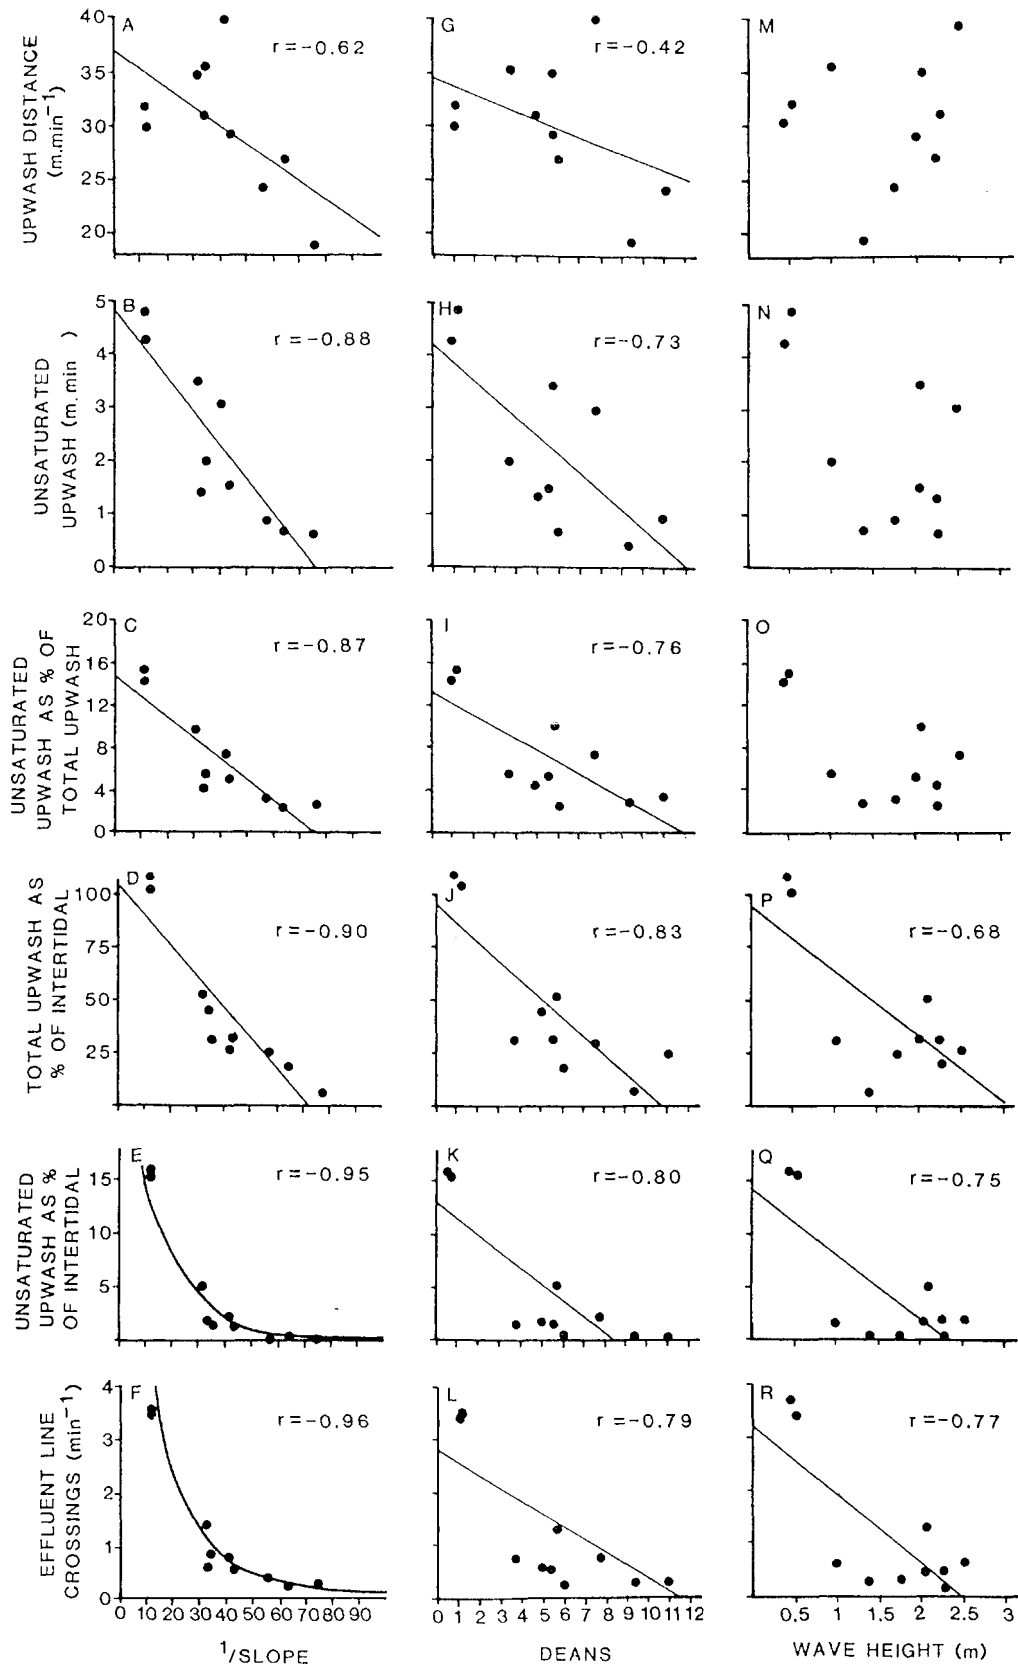 A
r=-0.62
G
r=-0.42
M
UPWASH DISTANCE
(m.min-1)
40
35
30
25
20
B
r=-0.88
H
r=-0.73
N
UNSATURATED
UPWASH (m.min )
5
4
3
2
1
0
C
r=-0.87
I
r=-0.76
O
UNSATURATED
UPWASH AS % OF
TOTAL UPWASH
20
16
12
8
4
0
D
r=-0.90
J
r=-0.83
P
r=-0.68
TOTAL UPWASH AS
% OF INTERTIDAL
100
75
50
25
E
r=-0.95
K
r=-0.80
Q
r=-0.75
UNSATURATED
UPWASH AS %
OF INTERTIDAL
15
10
5
0
F
r=-0.96
L
r=-0.79
R
r=-0.77
EFFLUENT LINE
CROSSINGS (min-1)
4
3
2
1
0
0 10 30 50 70 90
0 1 2 3 4 5 6 7 8 9 10 11 12
0.5 1 1.5 2 2.5 3
1/SLOPE
DEANS
WAVE HEIGHT (m)